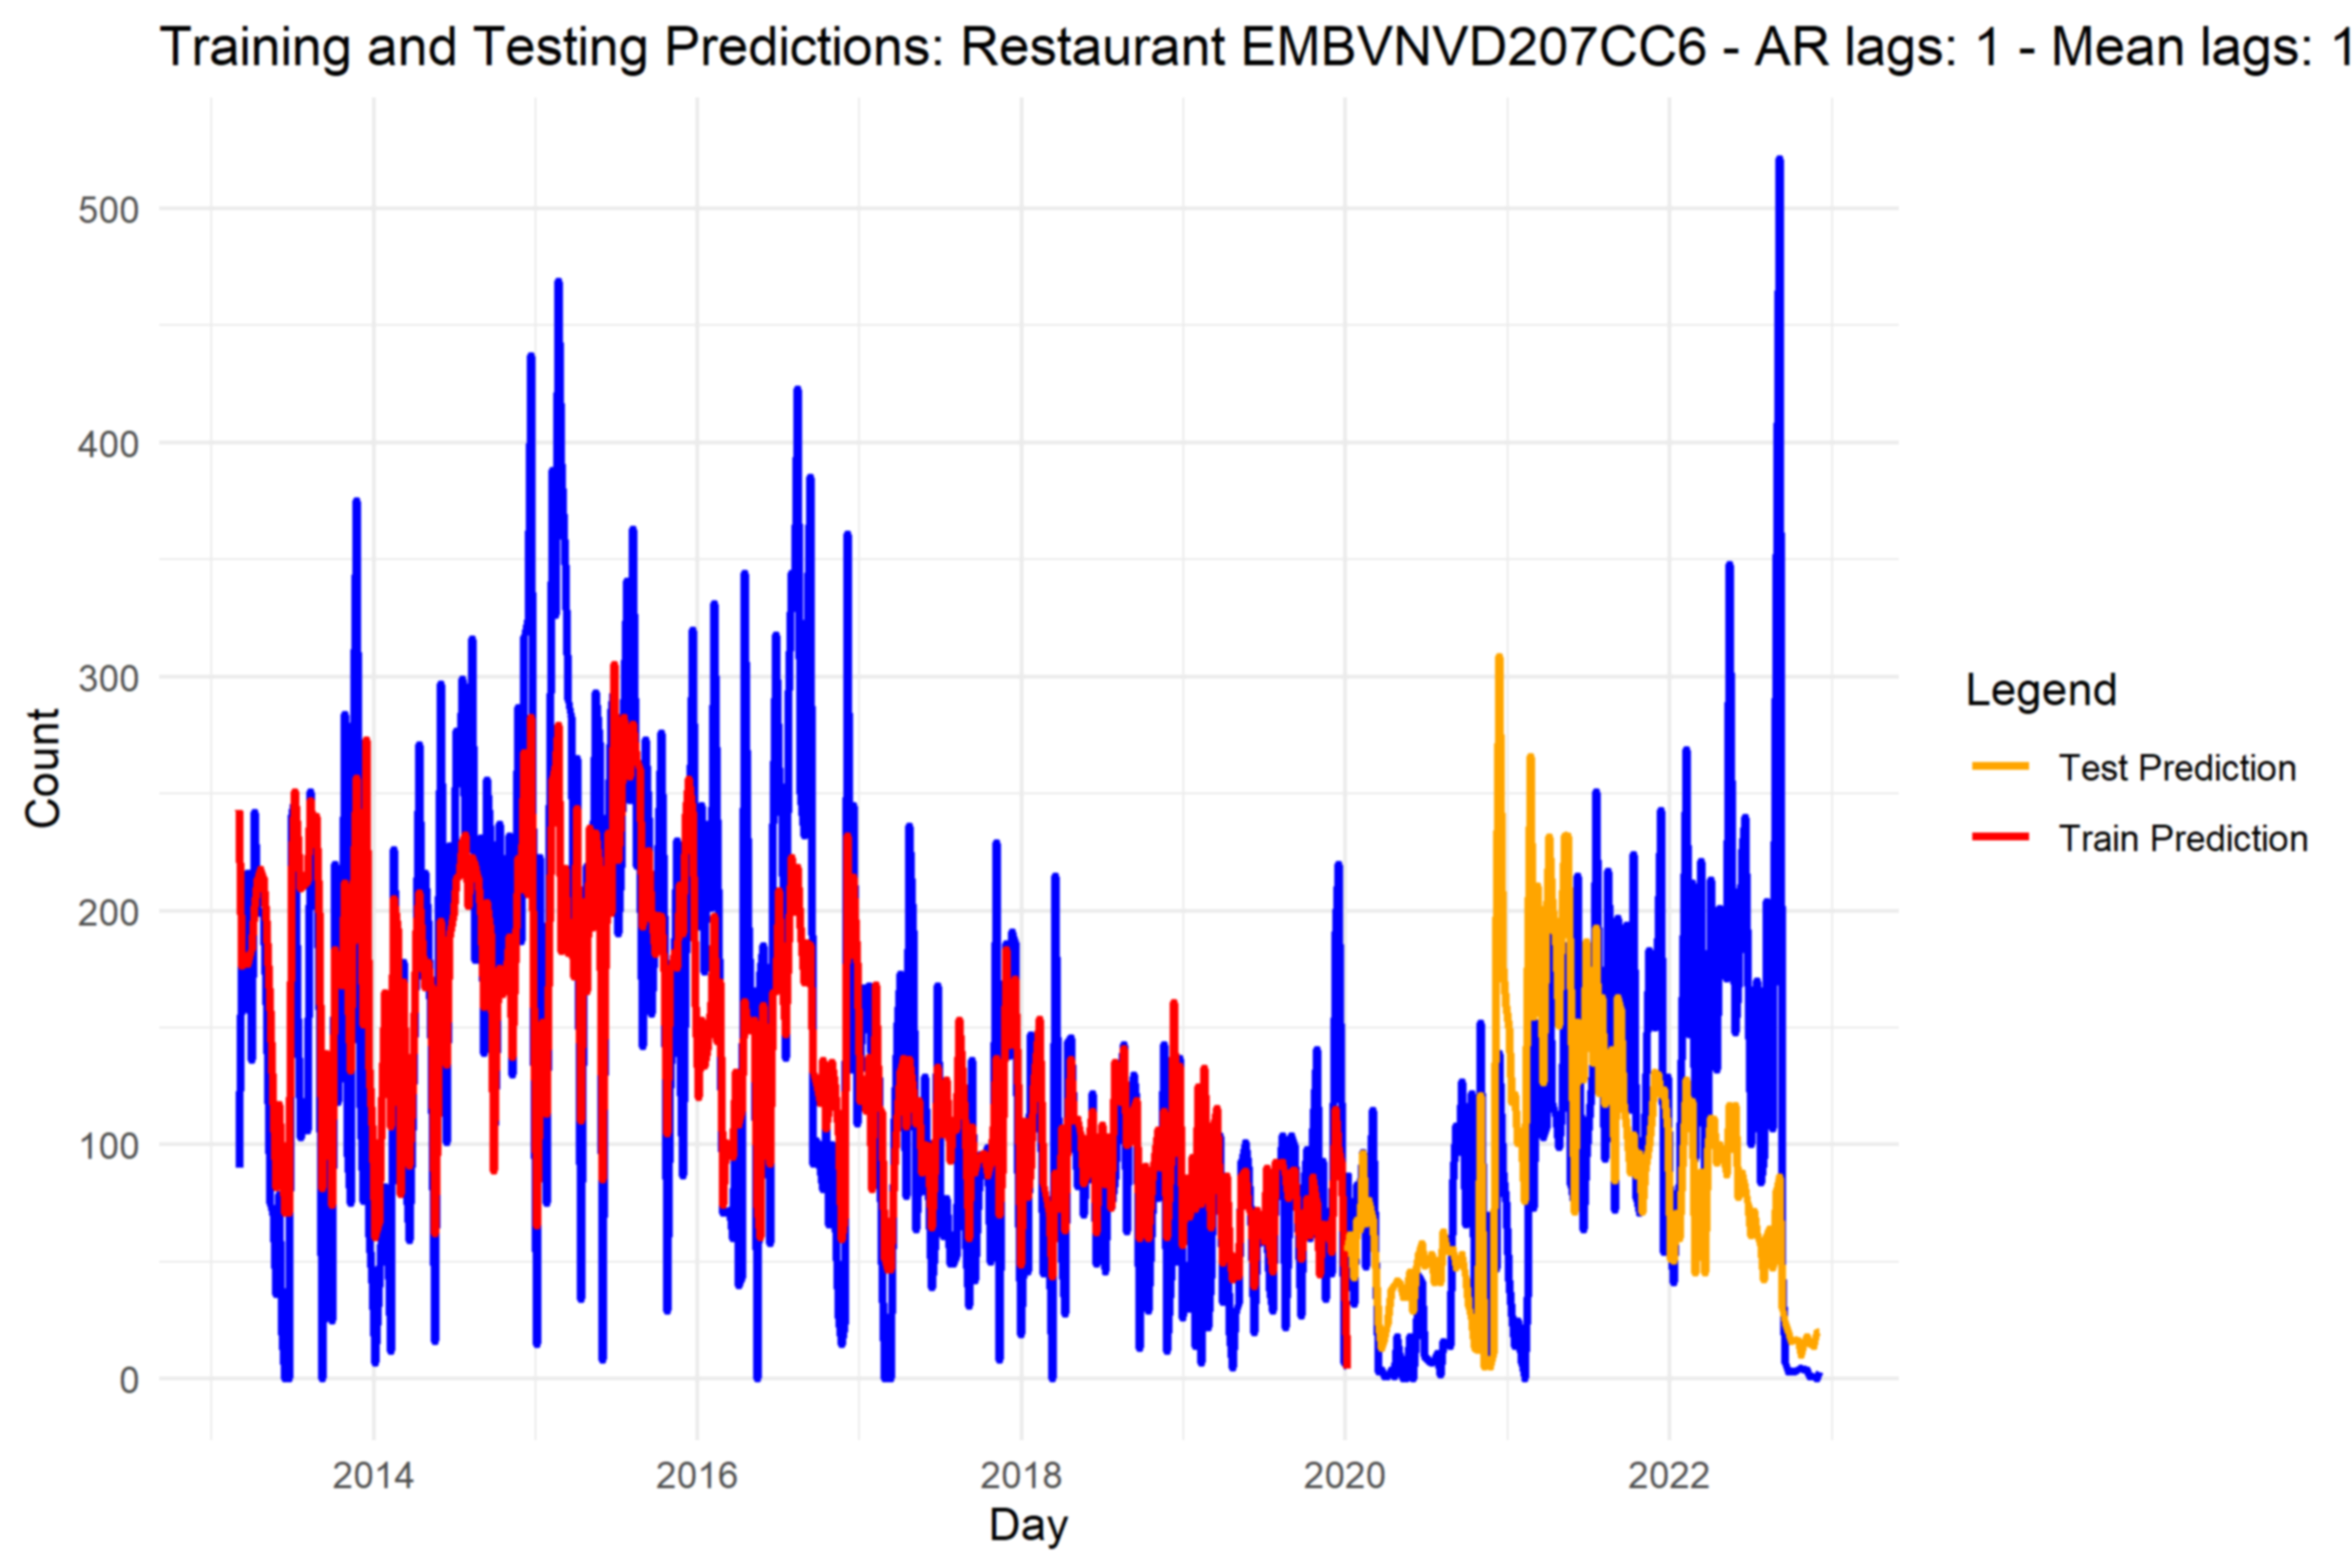 Training and Testing Predictions: Restaurant EMBVNVD207CC6 - AR lags: 1 - Mean lags: 1
500
400
300
200
100
0
Count
2014 2016 2018 2020 2022
Day
Legend
Test Prediction
Train Prediction